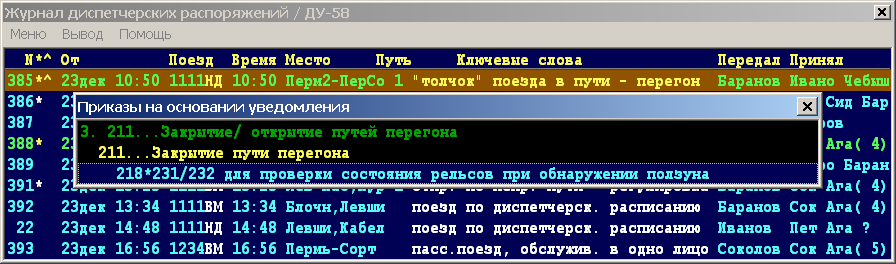 Журнал диспетчерских распоряжений / ДУ-58
Меню Вывод Помощь
N*^ От Поезд Время Место Путь Ключевые слова Передал Принял
385*^ 23дек 10:50 1111НД 10:50 Перм2-ПерСо 1 "толчок" поезда в пути - перегон Баранов Ивано Чебыш
386* Сид Бар
Приказы на основании уведомления
387
3. 211...Закрытие/ открытие путей перегона
388* Ага( 4)
211...Закрытие пути перегона
389 Баран
218*231/232 для проверки состояния рельсов при обнаружении ползуна
391* Ага( 4)
392 23дек 13:34 1111ВМ 13:34 Блочн,Левши поезд по диспетчерск. расписанию Баранов Сок Ага( 4)
22 23дек 14:48 1111НД 14:48 Левши,Кабел поезд по диспетчерск. расписанию Иванов Пет Ага ?
393 23дек 16:56 1234ВМ 16:56 Пермь-Сорт пасс.поезд, обслужив. в одно лицо Соколов Сок Ага( 5)